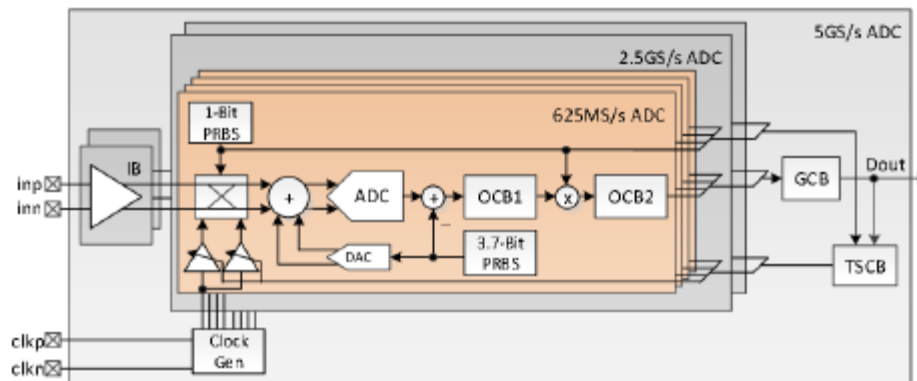 5GS/s ADC
2.5GS/s ADC
625MS/s ADC
1-Bit
PRBS
IB
inp
inn
+
ADC
+
−
OCB1
x
OCB2
GCB
Dout
DAC
3.7-Bit
PRBS
TSCB
clkp
clkn
Clock
Gen